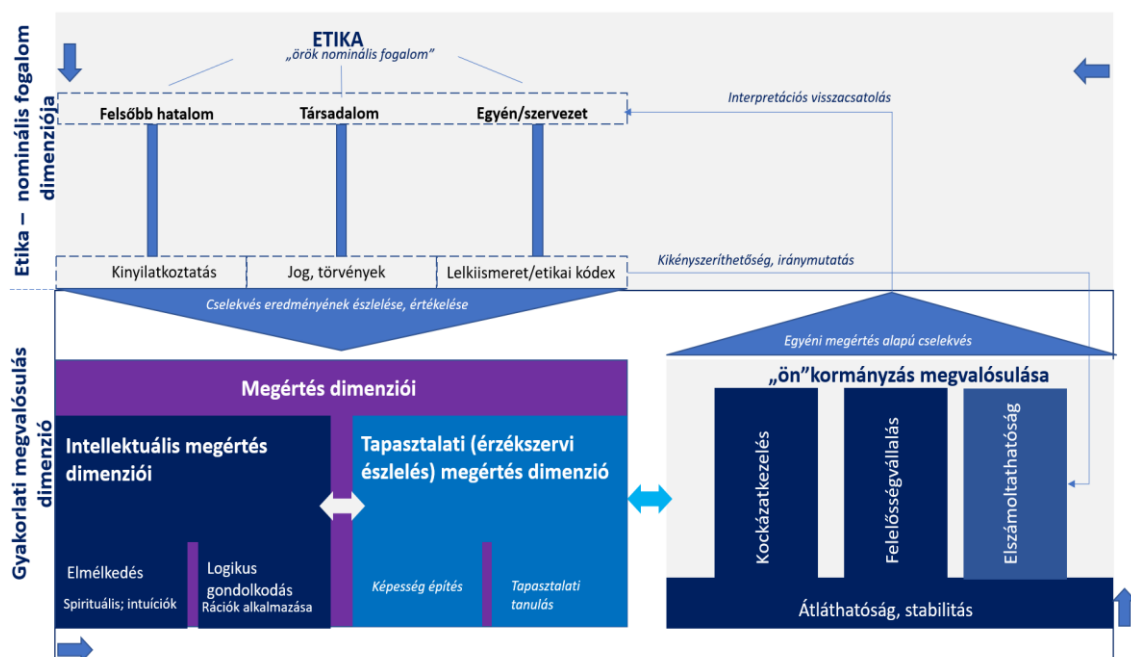 Etika – nominális fogalom
dimenziója
ETIKA
„örök nominális fogalom”
Felsőbb hatalom
Társadalom
Egyén/szervezet
Interpretációs visszacsatolás
Kinyilatkoztatás
Jog, törvények
Lelkiismeret/etikai kódex
Kikényszeríthetőség, iránymutatás
Gyakorlati megvalósulás
dimenzió
Cselekvés eredményének észlelése, értékelése
Egyéni megértés alapú cselekvés
Megértés dimenziói
Intellektuális megértés
dimenziói
Tapasztalati (érzékszervi
észlelés) megértés dimenzió
Elmélkedés
Spirituális; intuíciók
Logikus
gondolkodás
Rációk alkalmazása
Képesség építés
Tapasztalati
tanulás
„ön”kormányzás megvalósulása
Kockázatkezelés
Felelősségvállalás
Elszámoltathatóság
Átláthatóság, stabilitás